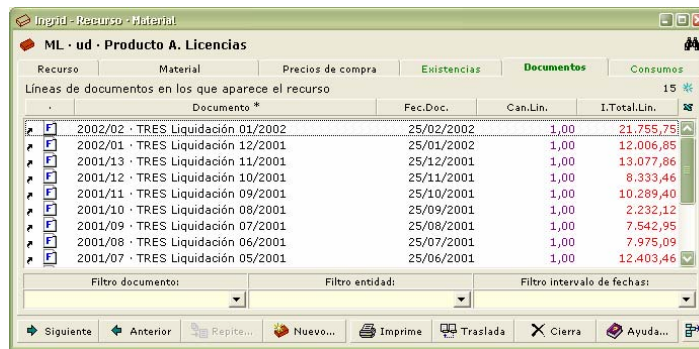 Ingrid - Recurso - Material
ML · ud · Producto A. Licencias
Recurso Material Precios de compra Existencias Documentos Consumos
Líneas de documentos en los que aparece el recurso 15
· Documento * Fec.Doc. Can.Lin. I.Total.Lin.
F 2002/02 · TRES Liquidación 01/2002 25/02/2002 1,00 21.755,75
F 2002/01 · TRES Liquidación 12/2001 25/01/2002 1,00 12.006,85
F 2001/13 · TRES Liquidación 11/2001 25/12/2001 1,00 13.077,86
F 2001/12 · TRES Liquidación 10/2001 25/11/2001 1,00 8.333,46
F 2001/11 · TRES Liquidación 09/2001 25/10/2001 1,00 10.289,40
F 2001/10 · TRES Liquidación 08/2001 25/09/2001 1,00 2.232,12
F 2001/09 · TRES Liquidación 07/2001 25/08/2001 1,00 7.542,95
F 2001/08 · TRES Liquidación 06/2001 25/07/2001 1,00 7.975,09
F 2001/07 · TRES Liquidación 05/2001 25/06/2001 1,00 12.403,46
Filtro documento: Filtro entidad: Filtro intervalo de fechas:
Siguiente Anterior Repite... Nuevo... Imprime Traslada Cierra Ayuda...